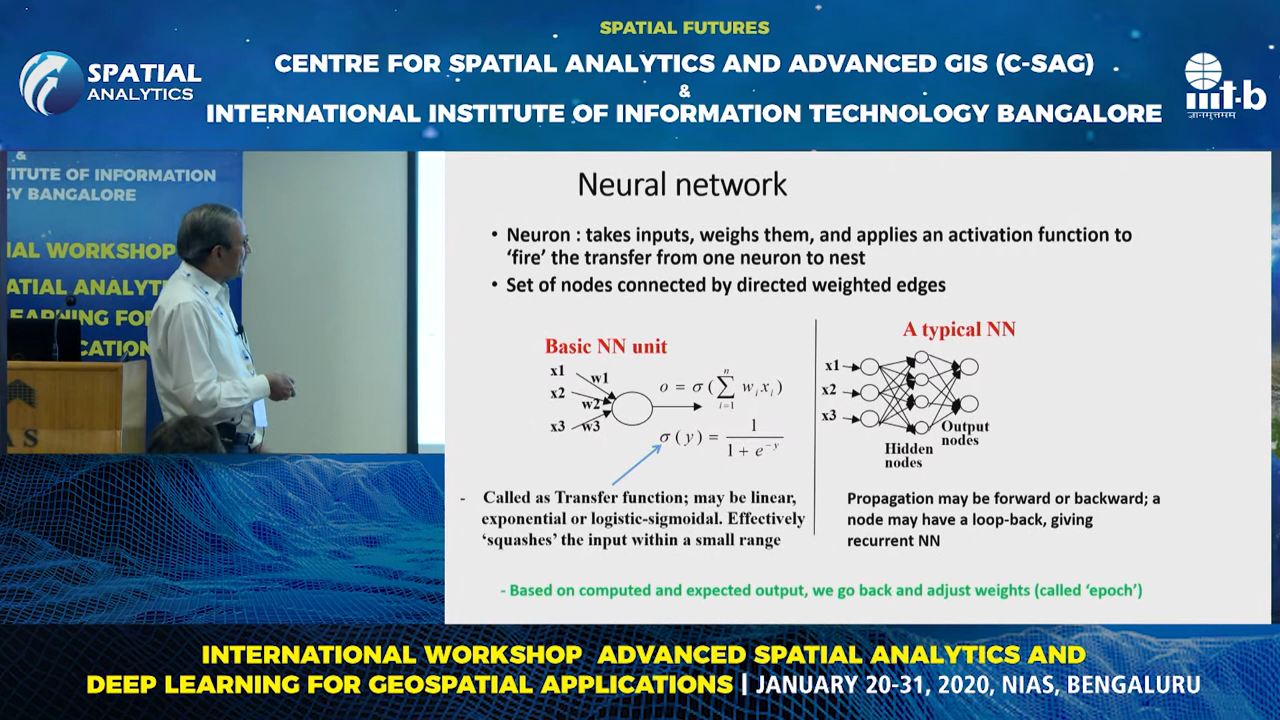 SPATIAL FUTURES
CENTRE FOR SPATIAL ANALYTICS AND ADVANCED GIS (C-SAG)
&
INTERNATIONAL INSTITUTE OF INFORMATION TECHNOLOGY BANGALORE
SPATIAL
ANALYTICS
iiit-b
ज्ञानमुत्तमम्
&
ITUTE OF INFORMATION
GY BANGALORE
IAL WORKSHOP
ATIAL ANALYT
EARNING FO
CATION
A S
Neural network
• Neuron : takes inputs, weighs them, and applies an activation function to
‘fire’ the transfer from one neuron to nest
• Set of nodes connected by directed weighted edges
Basic NN unit
x1
w1
x2
w2
x3
w3
o = σ ( ∑ w i x i )
n
i=1
σ ( y ) = 1 / 1 + e − y
- Called as Transfer function; may be linear,
exponential or logistic-sigmoidal. Effectively
‘squashes’ the input within a small range
A typical NN
x1
x2
x3
Output
nodes
Hidden
nodes
Propagation may be forward or backward; a
node may have a loop-back, giving
recurrent NN
- Based on computed and expected output, we go back and adjust weights (called ‘epoch’)
INTERNATIONAL WORKSHOP ADVANCED SPATIAL ANALYTICS AND
DEEP LEARNING FOR GEOSPATIAL APPLICATIONS | JANUARY 20-31, 2020, NIAS, BENGALURU